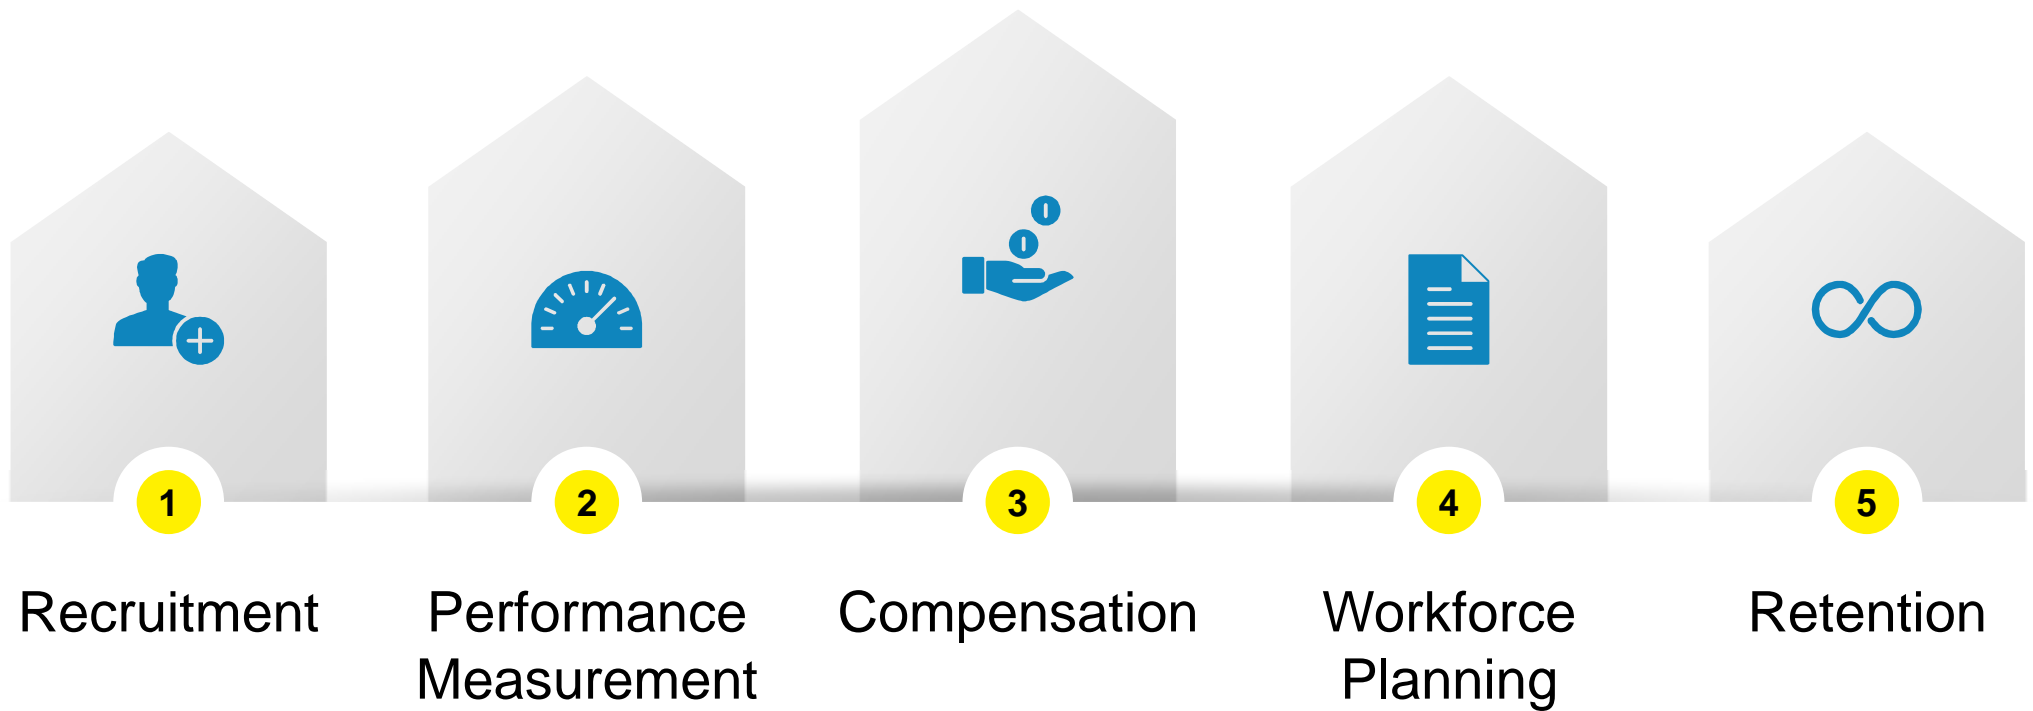 1
2
3
4
5
Recruitment
Performance
Measurement
Compensation
Workforce
Planning
Retention